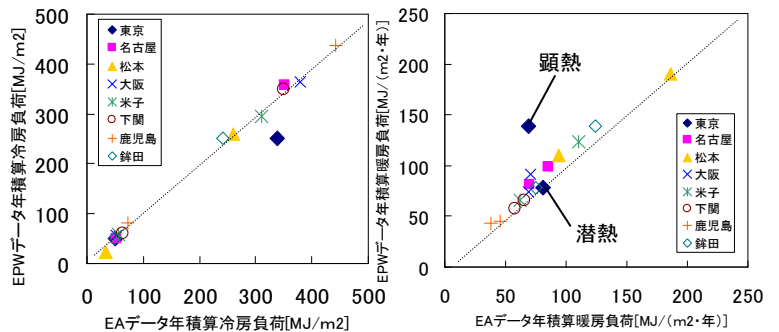 EPWデータ年積算冷房負荷[MJ/m2]
500
400
300
200
100
0
東京
名古屋
松本
大阪
米子
下関
鹿児島
鉾田
0 100 200 300 400 500
EAデータ年積算冷房負荷[MJ/m2]
EPWデータ年積算暖房負荷[MJ/(m2・年)]
250
200
150
100
50
0
顕熱
潜熱
東京
名古屋
松本
大阪
米子
下関
鹿児島
鉾田
0 50 100 150 200 250
EAデータ年積算暖房負荷[MJ/(m2・年)]